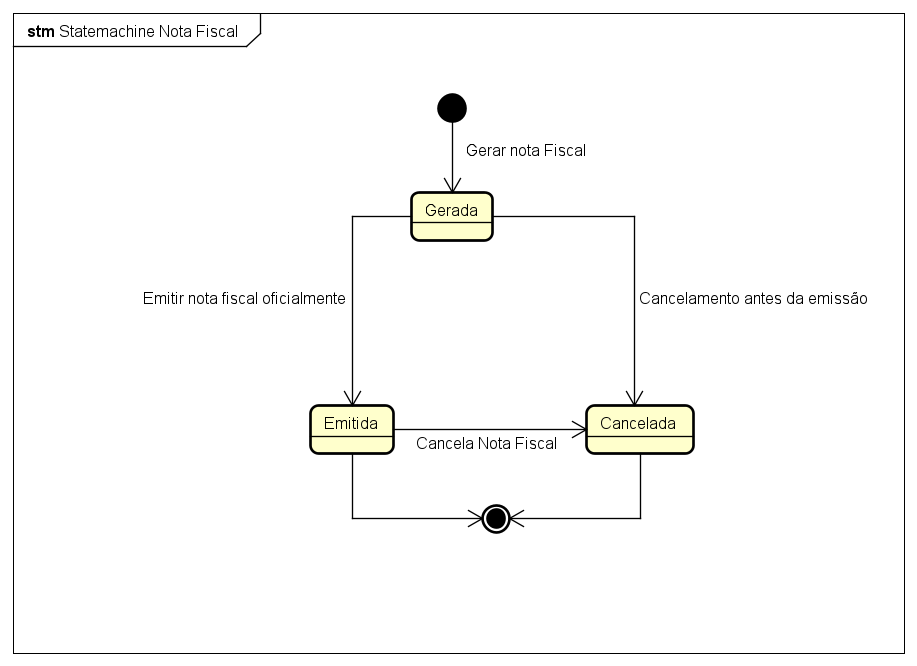 stm Statemachine Nota Fiscal
Gerar nota Fiscal
Gerada
Emitir nota fiscal oficialmente
Cancelamento antes da emissão
Emitida
Cancelada
Cancela Nota Fiscal